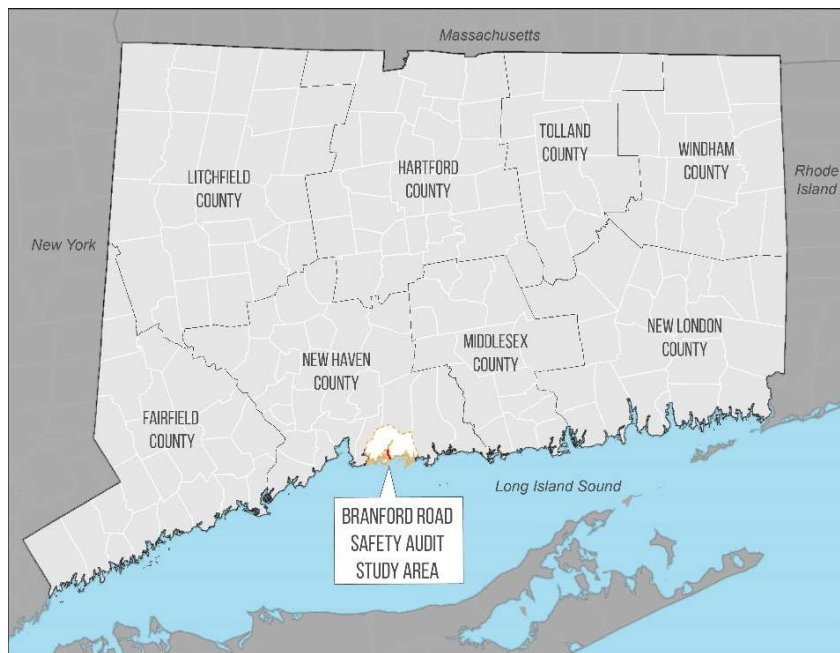 Massachusetts
TOLLAND
COUNTY
WINDHAM
COUNTY
HARTFORD
COUNTY
LITCHFIELD
COUNTY
Rhode
Island
New York
NEW LONDON
COUNTY
MIDDLESEX
COUNTY
NEW HAVEN
COUNTY
FAIRFIELD
COUNTY
Long Island Sound
BRANFORD ROAD
SAFETY AUDIT
STUDY AREA